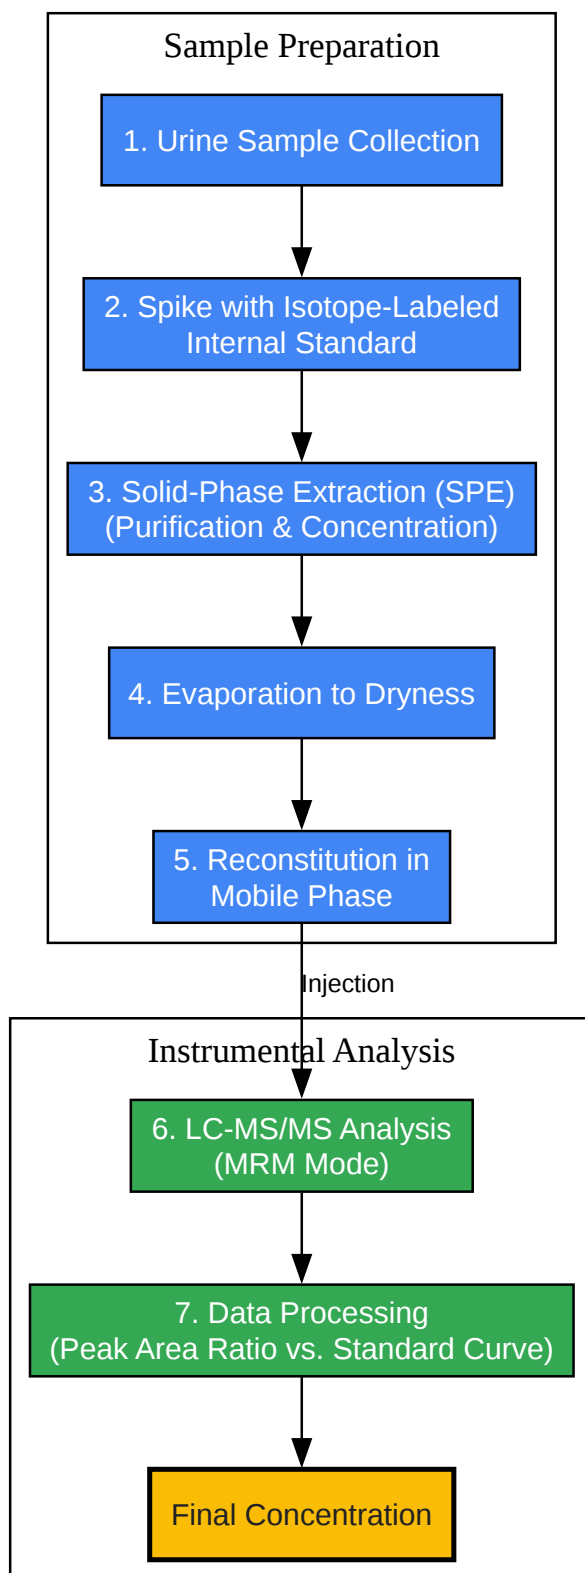 Sample Preparation
1. Urine Sample Collection
2. Spike with Isotope-Labeled
Internal Standard
3. Solid-Phase Extraction (SPE)
(Purification & Concentration)
4. Evaporation to Dryness
5. Reconstitution in
Mobile Phase
Injection
Instrumental Analysis
6. LC-MS/MS Analysis
(MRM Mode)
7. Data Processing
(Peak Area Ratio vs. Standard Curve)
Final Concentration